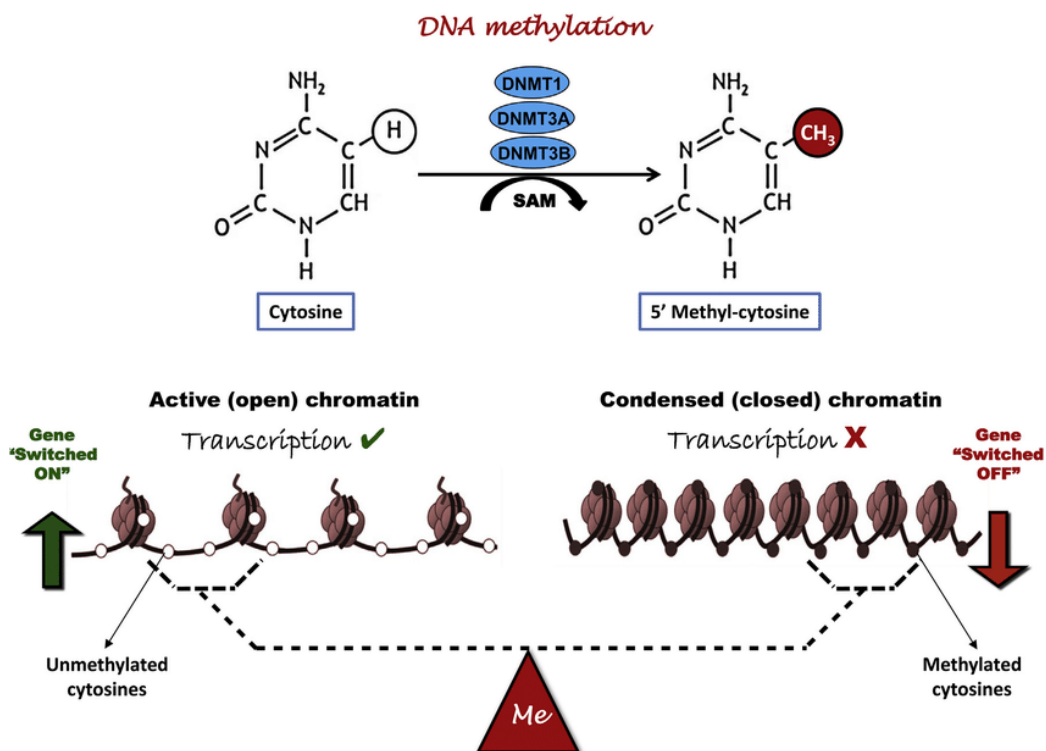 DNA methylation
NH2
H
N
C
C
C
CH
O
N
H
Cytosine
DNMT1
DNMT3A
DNMT3B
SAM
NH2
CH3
N
C
C
C
CH
O
N
H
5’ Methyl-cytosine
Active (open) chromatin
Transcription ✔
Gene
“Switched
ON”
Condensed (closed) chromatin
Transcription X
Gene
“Switched
OFF”
Unmethylated
cytosines
Methylated
cytosines
Me